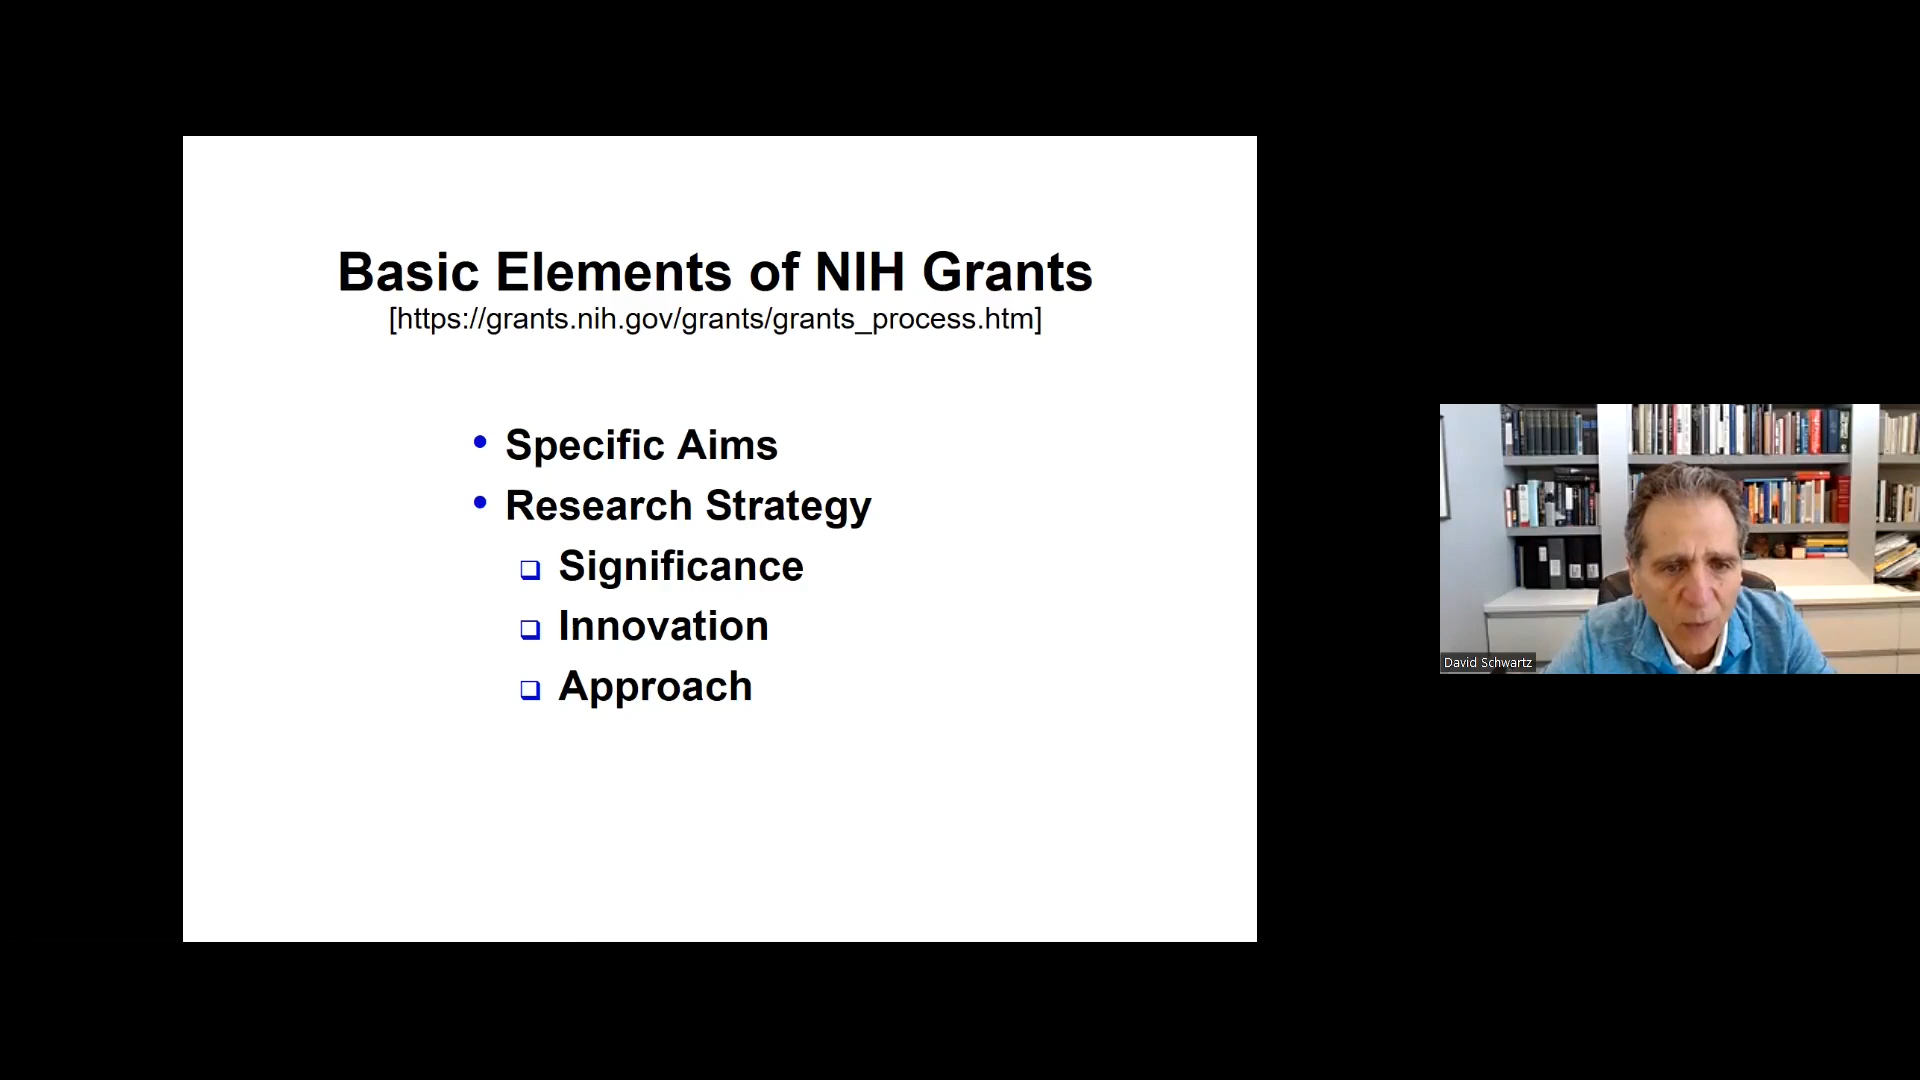 Basic Elements of NIH Grants
[https://grants.nih.gov/grants/grants_process.htm]
• Specific Aims
• Research Strategy
❑ Significance
❑ Innovation
❑ Approach
David Schwartz